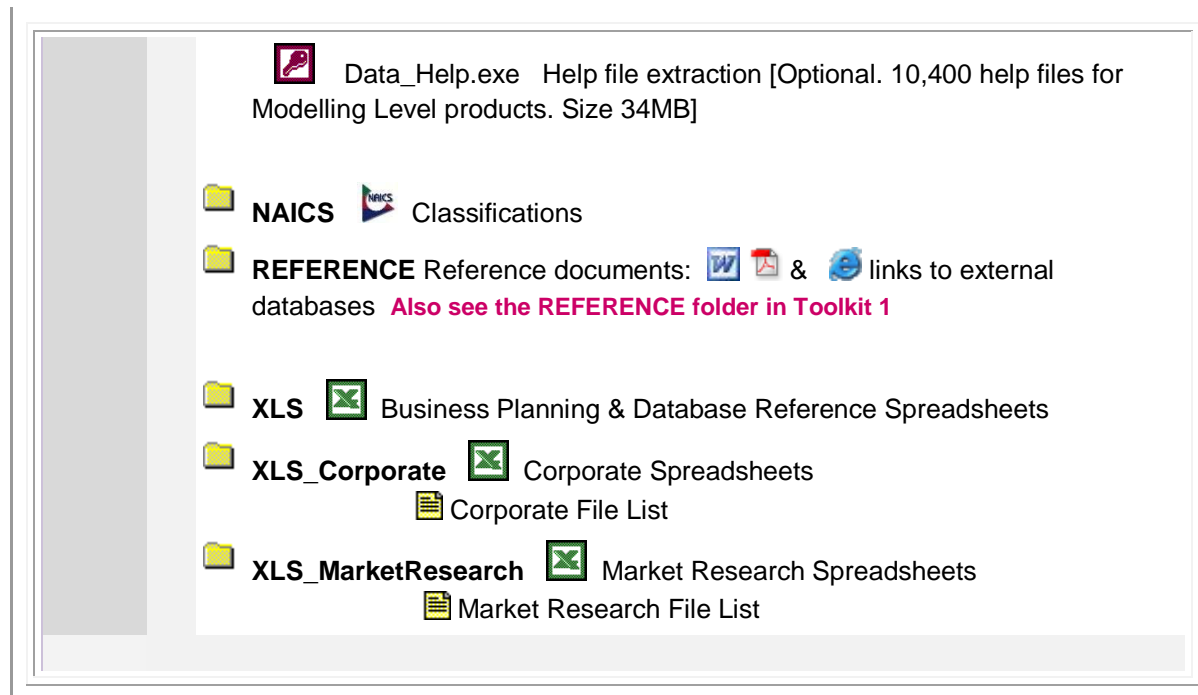 Data_Help.exe Help file extraction [Optional. 10,400 help files for
Modelling Level products. Size 34MB]
NAICS NAICS Classifications
REFERENCE Reference documents: W & links to external
databases Also see the REFERENCE folder in Toolkit 1
XLS Business Planning & Database Reference Spreadsheets
XLS_Corporate Corporate Spreadsheets
Corporate File List
XLS_MarketResearch Market Research Spreadsheets
Market Research File List